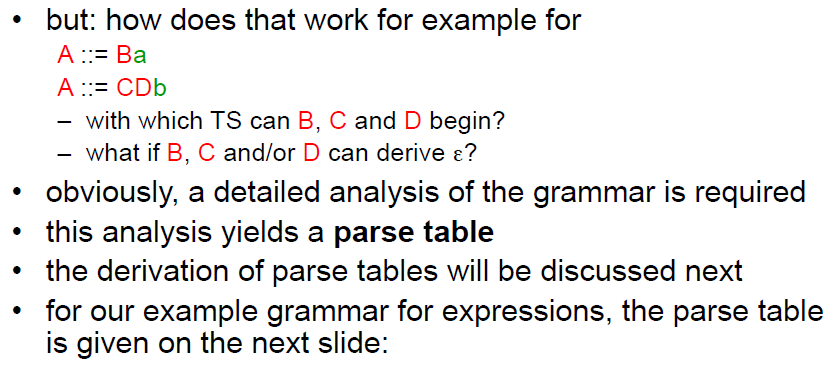 • but: how does that work for example for
A ::= Ba
A ::= CDb
– with which TS can B, C and D begin?
– what if B, C and/or D can derive ε?
• obviously, a detailed analysis of the grammar is required
• this analysis yields a parse table
• the derivation of parse tables will be discussed next
• for our example grammar for expressions, the parse table
is given on the next slide: